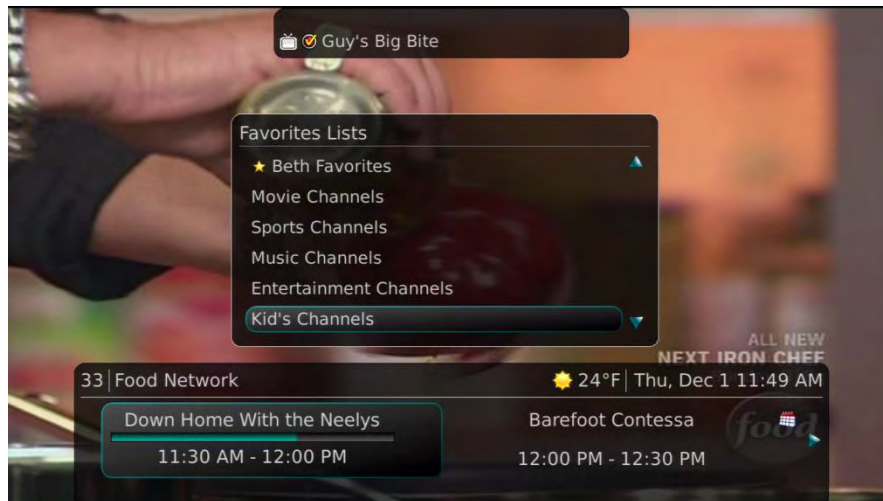 Guy's Big Bite
Favorites Lists
Beth Favorites
Movie Channels
Sports Channels
Music Channels
Entertainment Channels
Kid's Channels
ALL NEW
NEXT IRON CHEF
33 Food Network
24°F Thu, Dec 1 11:49 AM
Down Home With the Neelys
11:30 AM - 12:00 PM
Barefoot Contessa
12:00 PM - 12:30 PM
food